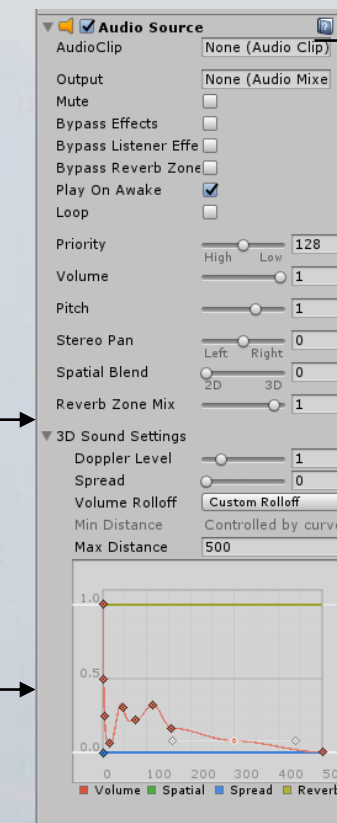 Audio Source
AudioClip None (Audio Clip)
Output None (Audio Mixe
Mute
Bypass Effects
Bypass Listener Effe
Bypass Reverb Zone
Play On Awake
Loop
Priority 128
High Low
Volume 1
Pitch 1
Stereo Pan 0
Left Right
Spatial Blend 0
2D 3D
Reverb Zone Mix 1
3D Sound Settings
Doppler Level 1
Spread 0
Volume Rolloff Custom Rolloff
Min Distance Controlled by curve
Max Distance 500
1.0
0.5
0.0
0 100 200 300 400 50
Volume Spatial Spread Reverb